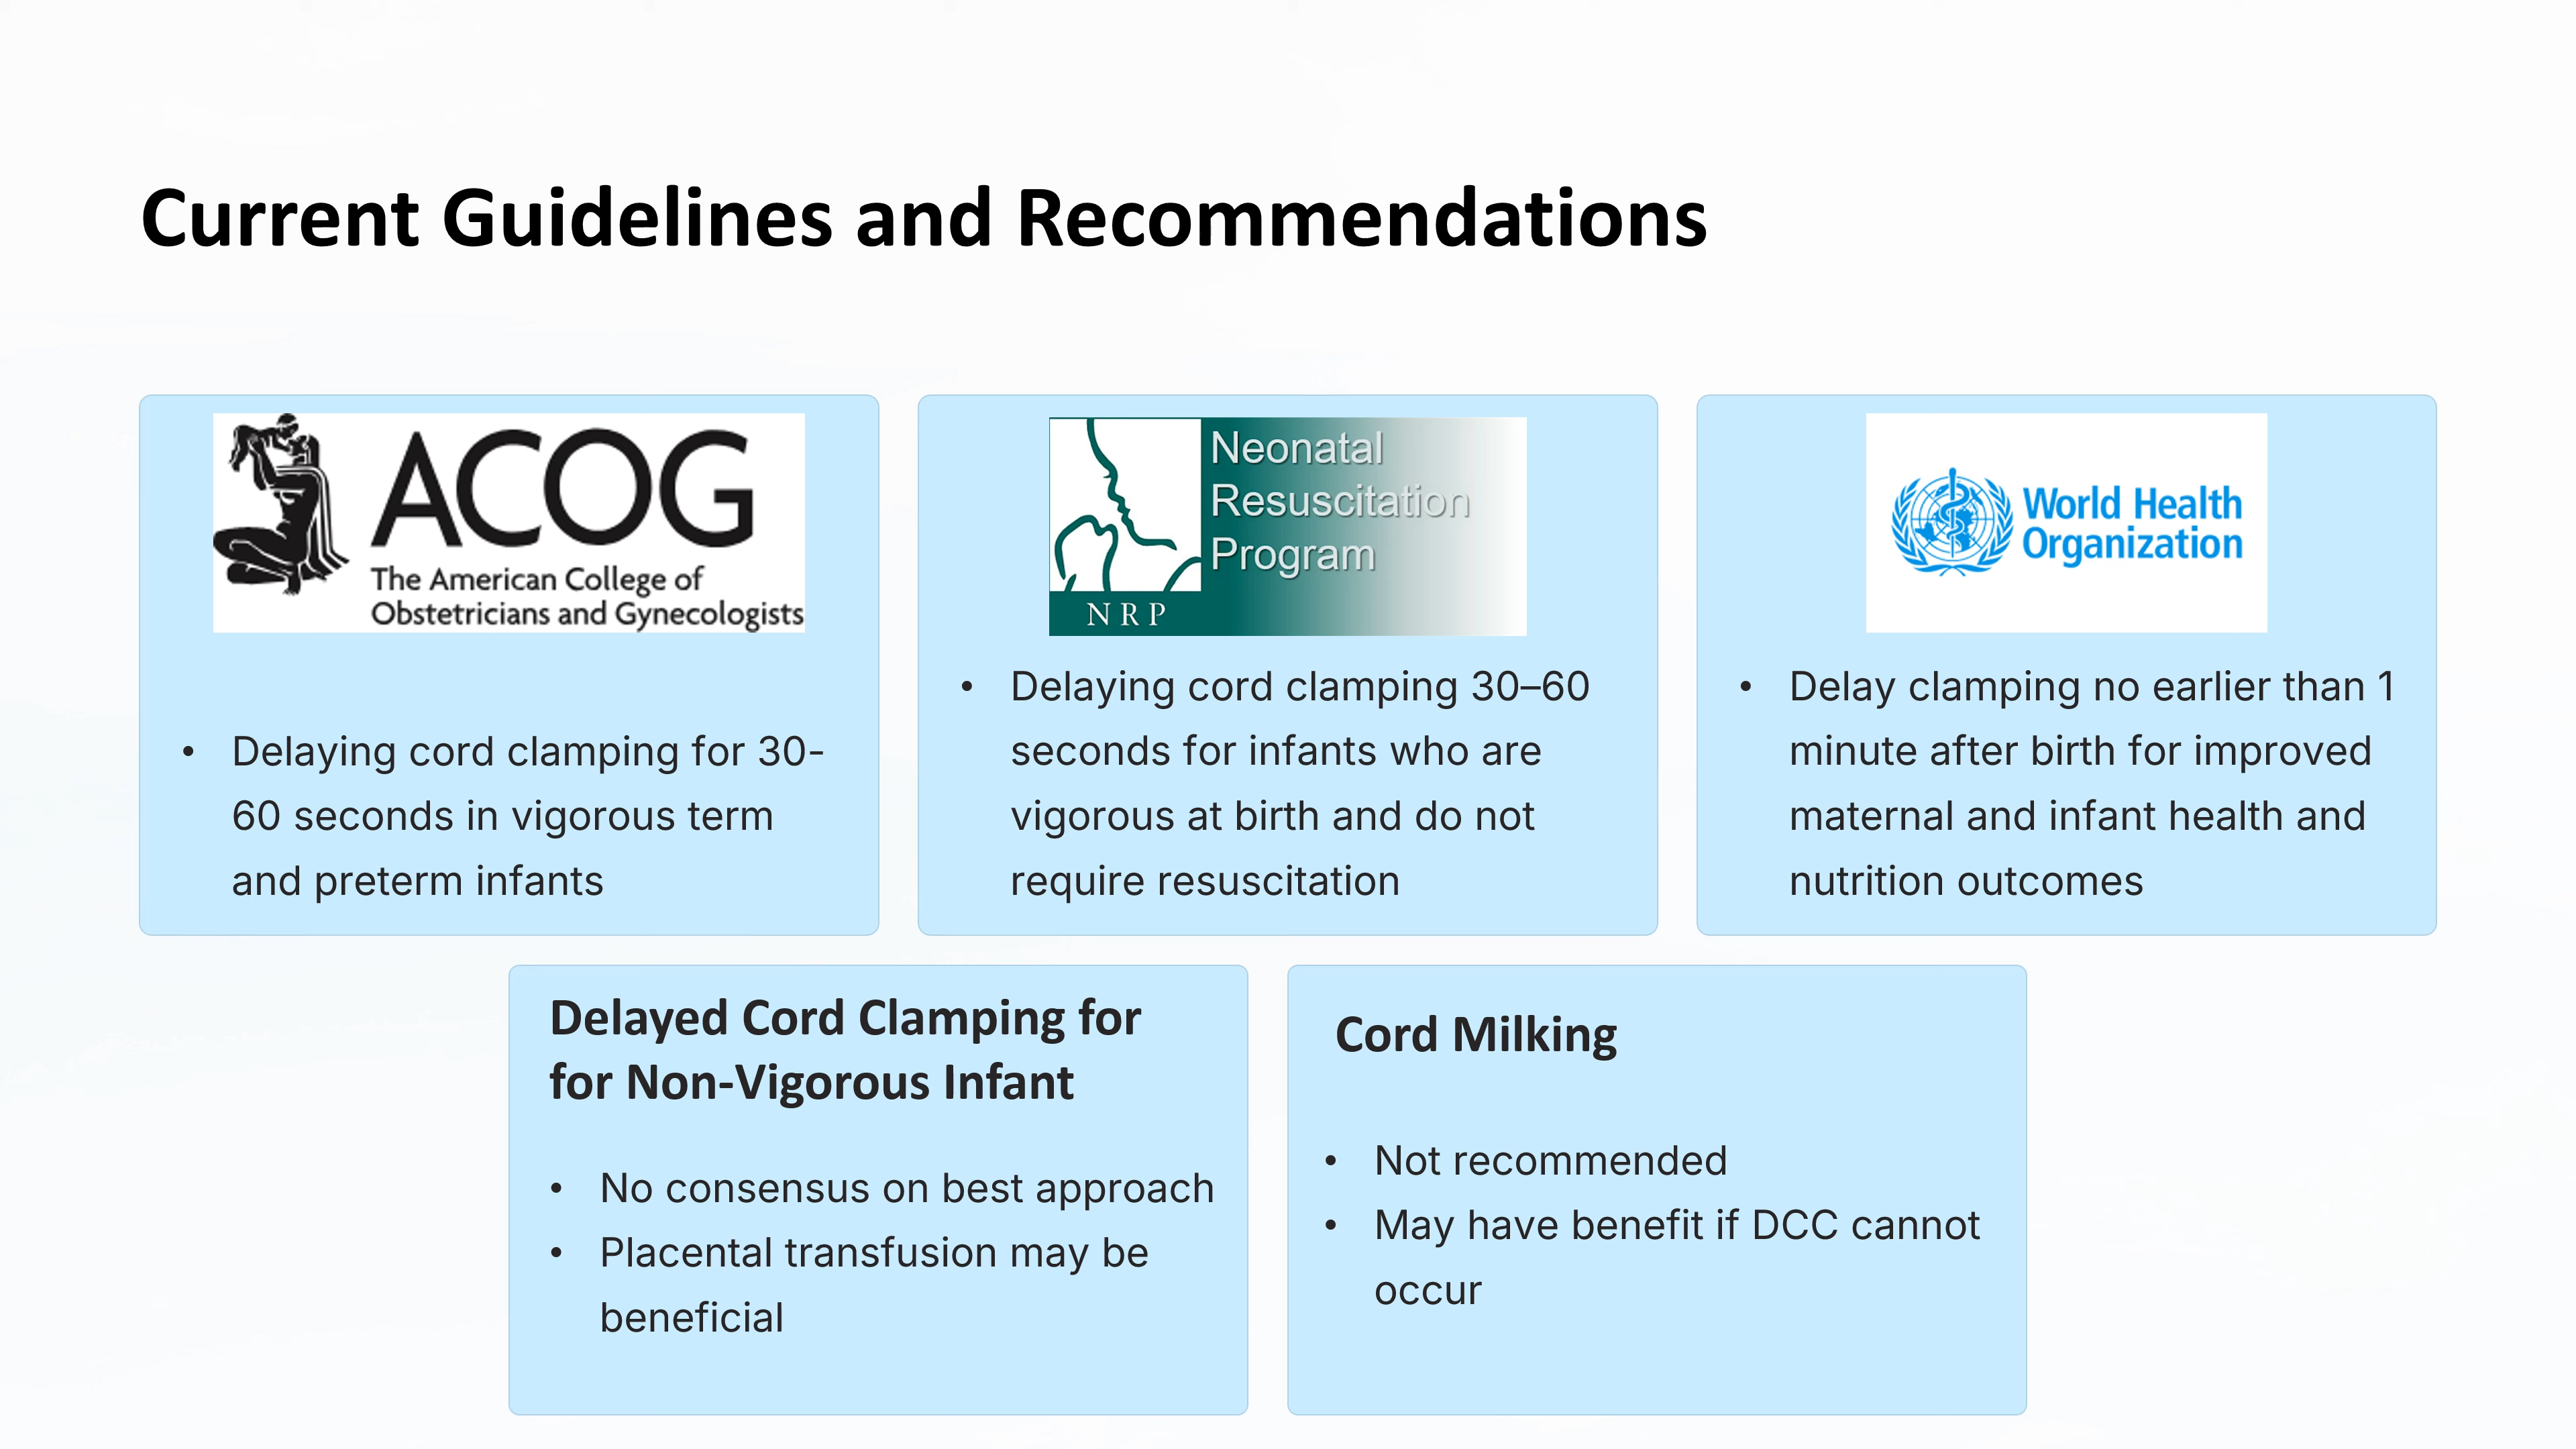 Current Guidelines and Recommendations
ACOG
The American College of
Obstetricians and Gynecologists
• Delaying cord clamping for 30-
60 seconds in vigorous term
and preterm infants
Neonatal
Resuscitation
Program
NRP
• Delaying cord clamping 30–60
seconds for infants who are
vigorous at birth and do not
require resuscitation
World Health
Organization
• Delay clamping no earlier than 1
minute after birth for improved
maternal and infant health and
nutrition outcomes
Delayed Cord Clamping for
for Non-Vigorous Infant
• No consensus on best approach
• Placental transfusion may be
beneficial
Cord Milking
• Not recommended
• May have benefit if DCC cannot
occur